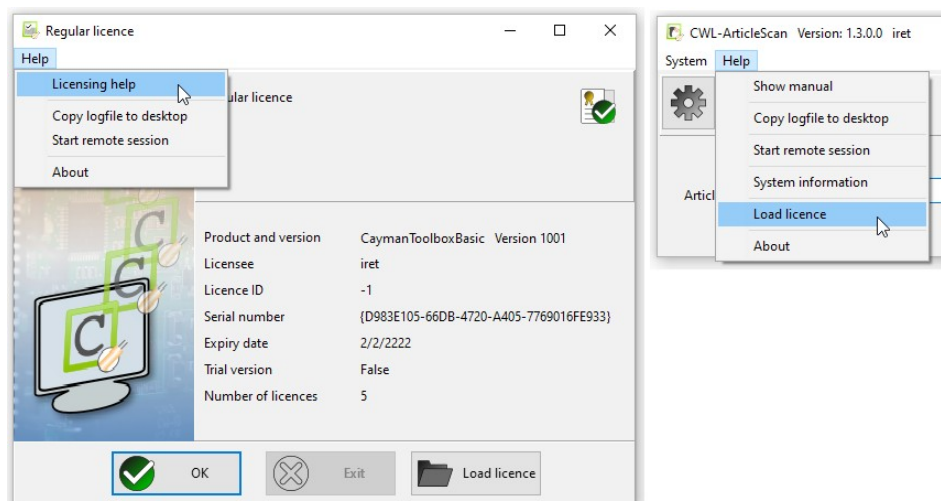 Regular licence
Help
Licensing help
Copy logfile to desktop
Start remote session
About
ular licence
Product and version CaymanToolboxBasic Version 1001
Licensee iret
Licence ID -1
Serial number {D983E105-66DB-4720-A405-7769016FE933}
Expiry date 2/2/2222
Trial version False
Number of licences 5
OK Exit Load licence
CWL-ArticleScan Version: 1.3.0.0 iret
System Help
Show manual
Copy logfile to desktop
Start remote session
System information
Articl
Load licence
About
C
C
C